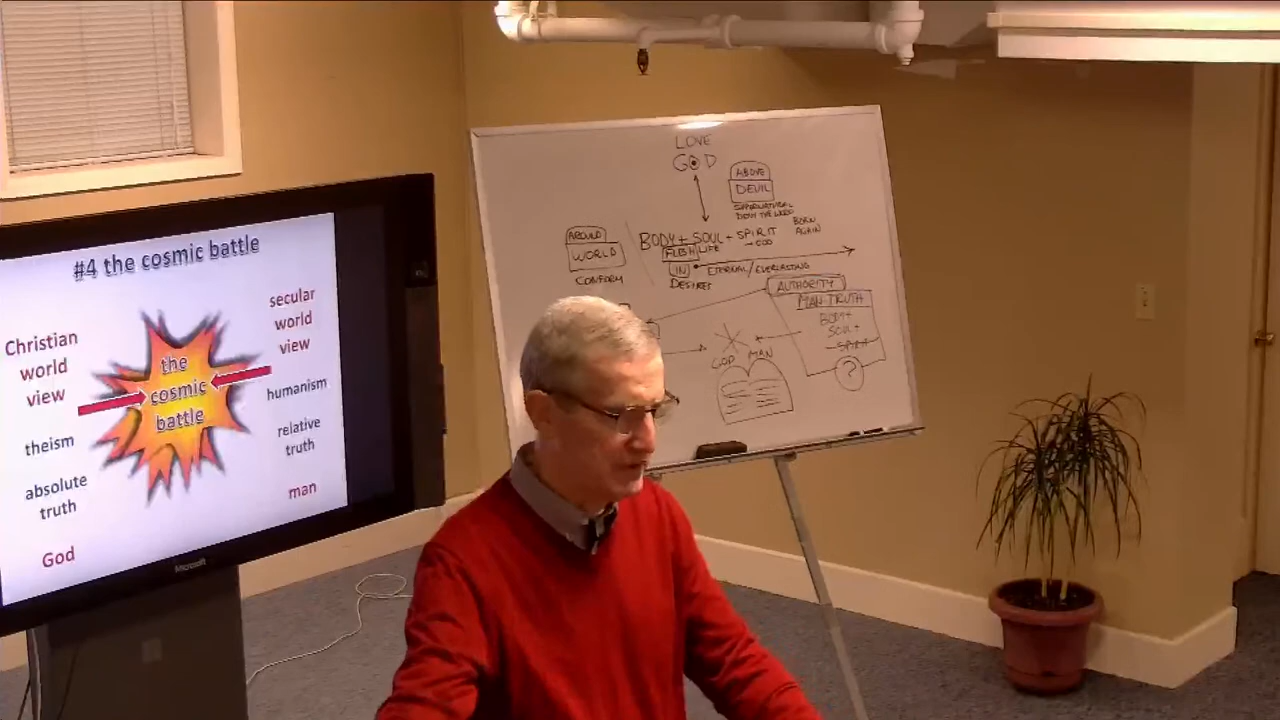 #4 the cosmic battle
Christian
world
view
theism
absolute
truth
God
the
cosmic
battle
secular
world
view
humanism
relative
truth
man
Microsoft
LOVE
GOD
ABOVE
DEVIL
SUPERNATURAL
BORN
AGAIN
AROUND
WORLD
CONFORM
BODY + SOUL + SPIRIT
FLESH LIFE → GOD
IN
ETERNAL/EVERLASTING
DESIRES
AUTHORITY
MAN-TRUTH
BODY+
SOUL+
SPIRIT
GOD MAN
?